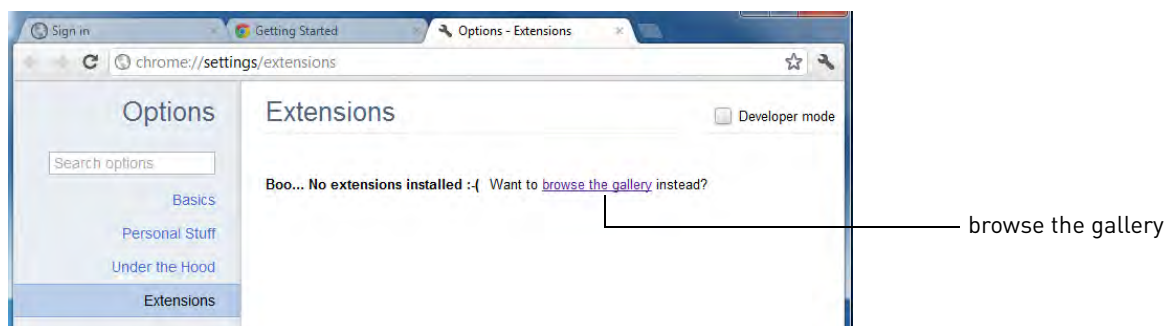 Sign in
Getting Started
Options - Extensions
chrome://settings/extensions
Options
Extensions
Developer mode
Search options
Boo... No extensions installed :-( Want to browse the gallery instead?
browse the gallery
Basics
Personal Stuff
Under the Hood
Extensions